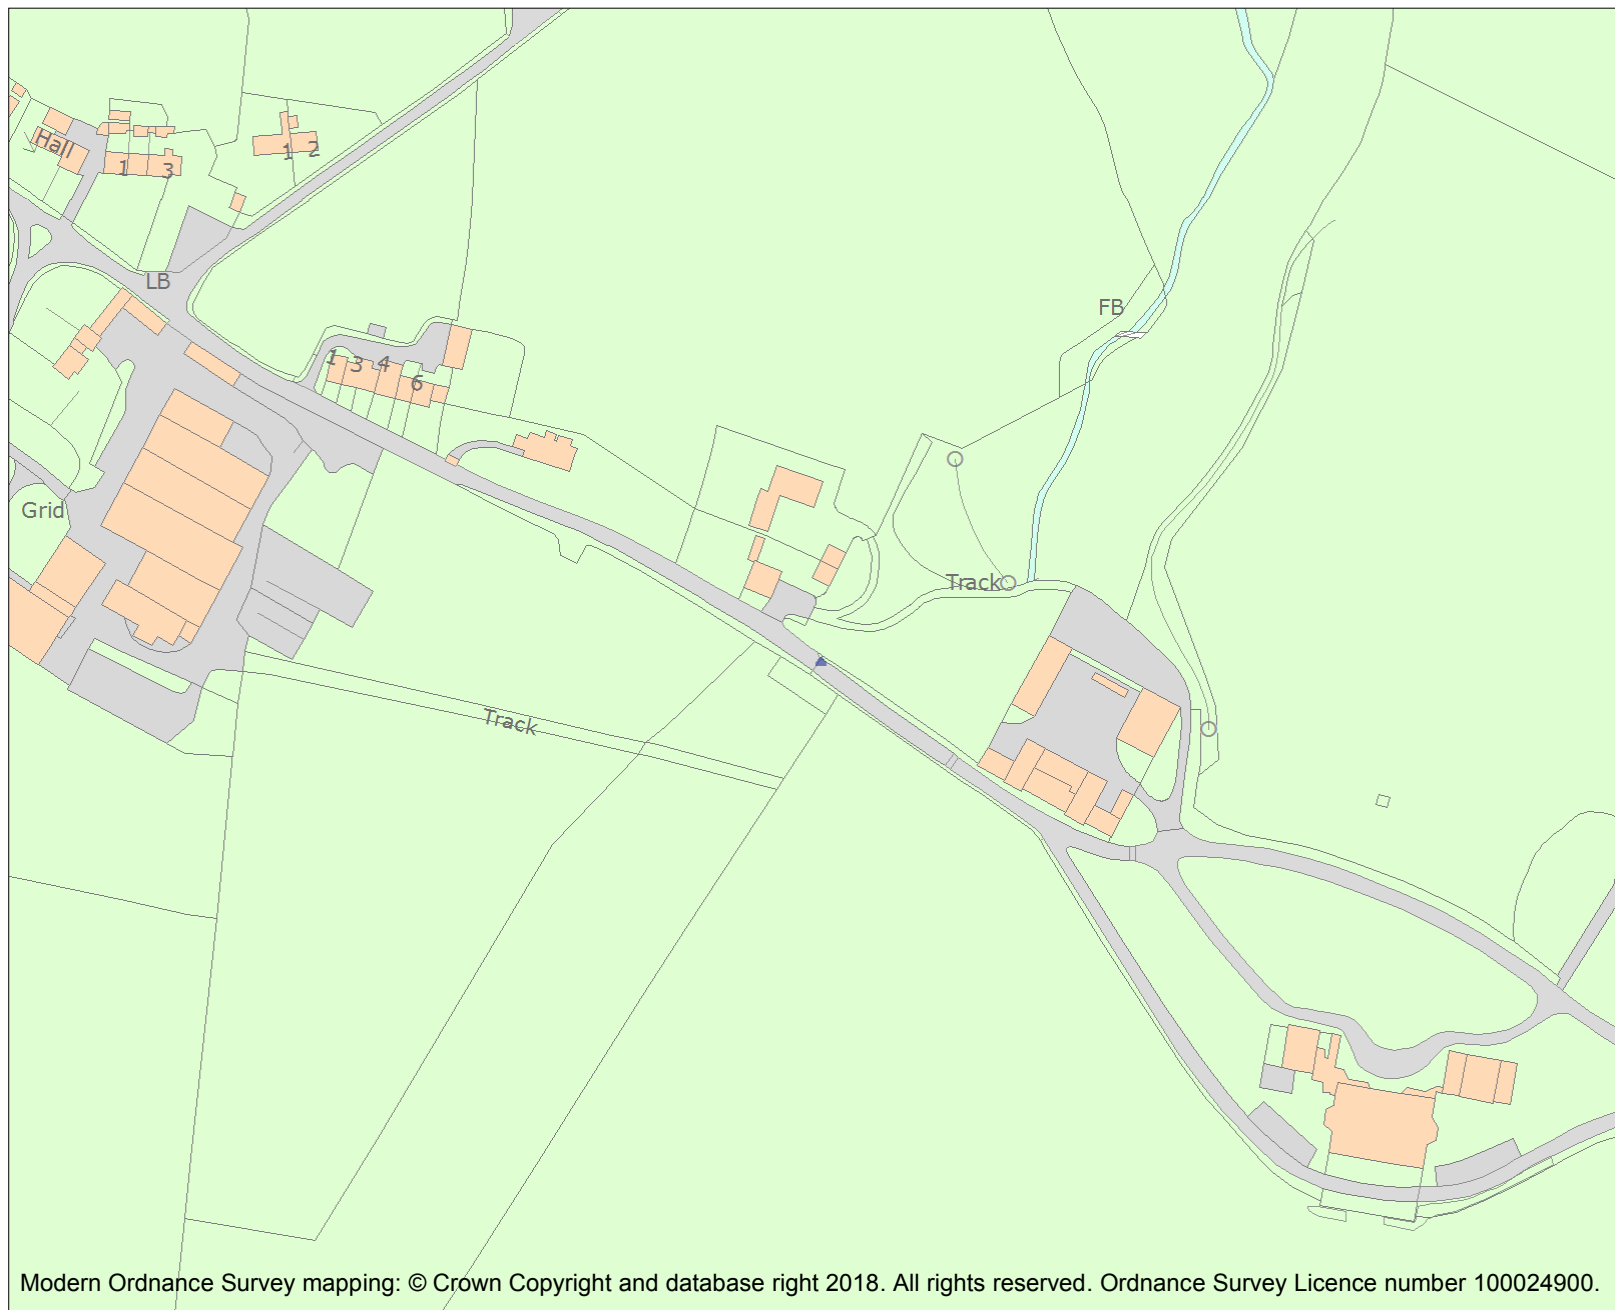 Hall
1 3
1 2
LB
FB
1 3 4 6
Grid
Track
Track
Modern Ordnance Survey mapping: © Crown Copyright and database right 2018. All rights reserved. Ordnance Survey Licence number 100024900.